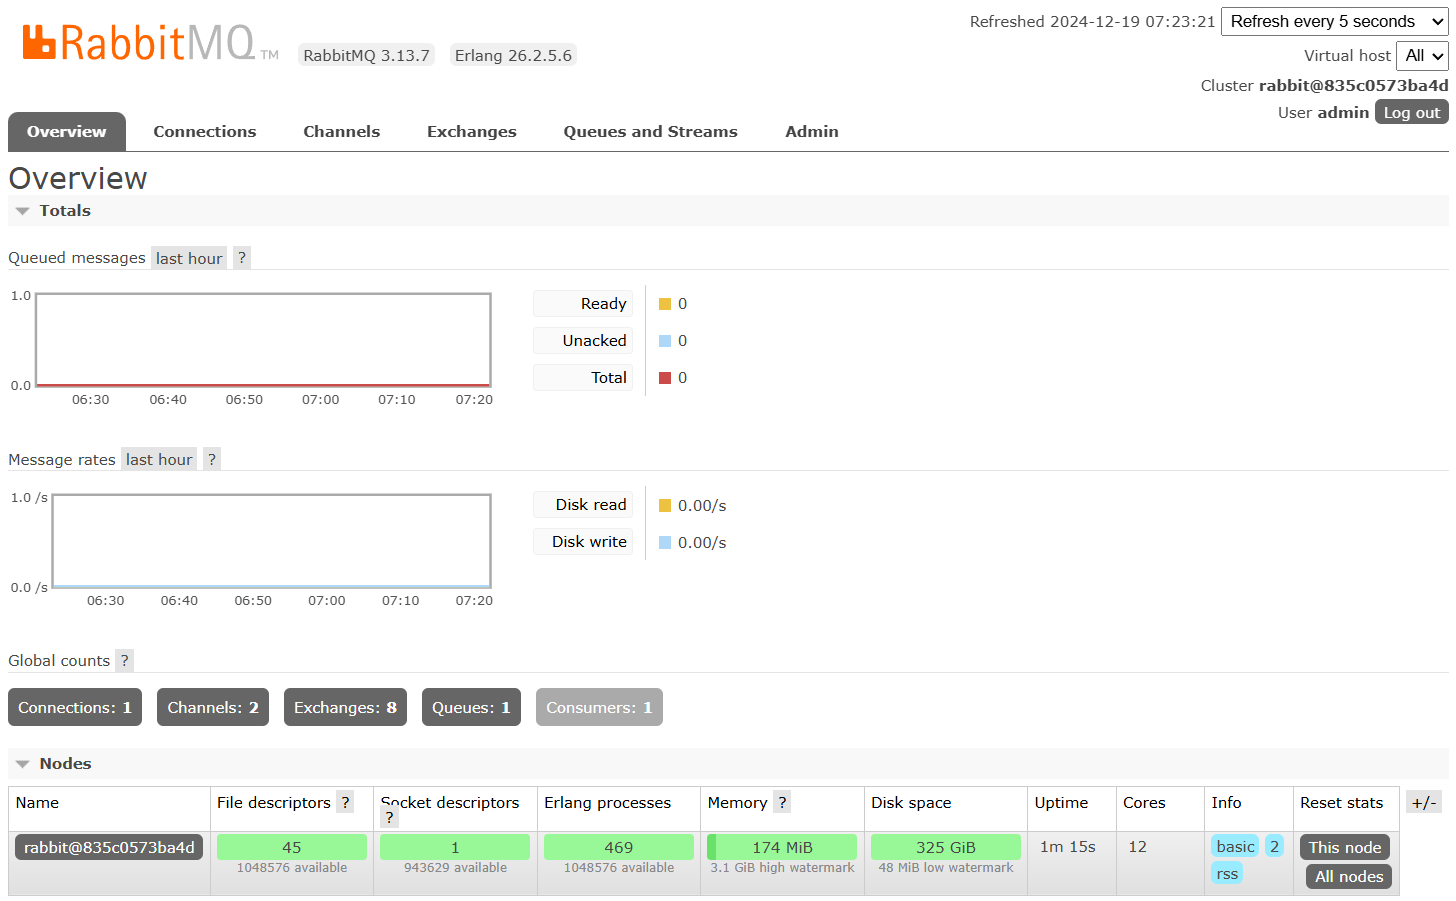 RabbitMQ TM RabbitMQ 3.13.7 Erlang 26.2.5.6
Refreshed 2024-12-19 07:23:21 Refresh every 5 seconds
Virtual host All
Cluster rabbit@835c0573ba4d
User admin Log out
Overview Connections Channels Exchanges Queues and Streams Admin
Overview
Totals
Queued messages last hour ?
1.0
0.0
06:30 06:40 06:50 07:00 07:10 07:20
Ready 0
Unacked 0
Total 0
Message rates last hour ?
1.0 /s
0.0 /s
06:30 06:40 06:50 07:00 07:10 07:20
Disk read 0.00/s
Disk write 0.00/s
Global counts ?
Connections: 1 Channels: 2 Exchanges: 8 Queues: 1 Consumers: 1
Nodes
Name File descriptors ? Socket descriptors ? Erlang processes Memory ? Disk space Uptime Cores Info Reset stats +/-
rabbit@835c0573ba4d 45 1 469 174 MiB 325 GiB 1m 15s 12 basic 2 This node
1048576 available 943629 available 1048576 available 3.1 GiB high watermark 48 MiB low watermark rss All nodes